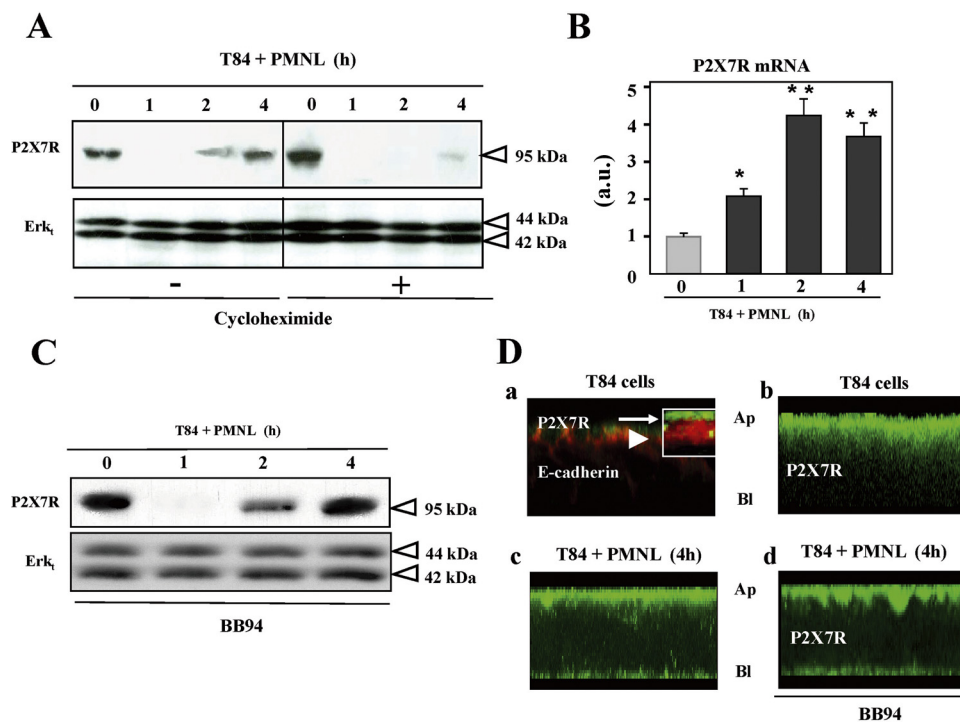 A
T84 + PMNL (h)
0 1 2 4 0 1 2 4
P2X7R
95 kDa
Erkt
44 kDa
42 kDa
- +
Cycloheximide
B
P2X7R mRNA
(a.u.)
5
4
3
2
1
0
*
* *
* *
0 1 2 4
T84 + PMNL (h)
C
T84 + PMNL (h)
0 1 2 4
P2X7R
95 kDa
Erkt
44 kDa
42 kDa
BB94
D
a
T84 cells
P2X7R
E-cadherin
Ap
Bl
b
T84 cells
P2X7R
c
T84 + PMNL (4h)
Ap
Bl
d
T84 + PMNL (4h)
P2X7R
BB94